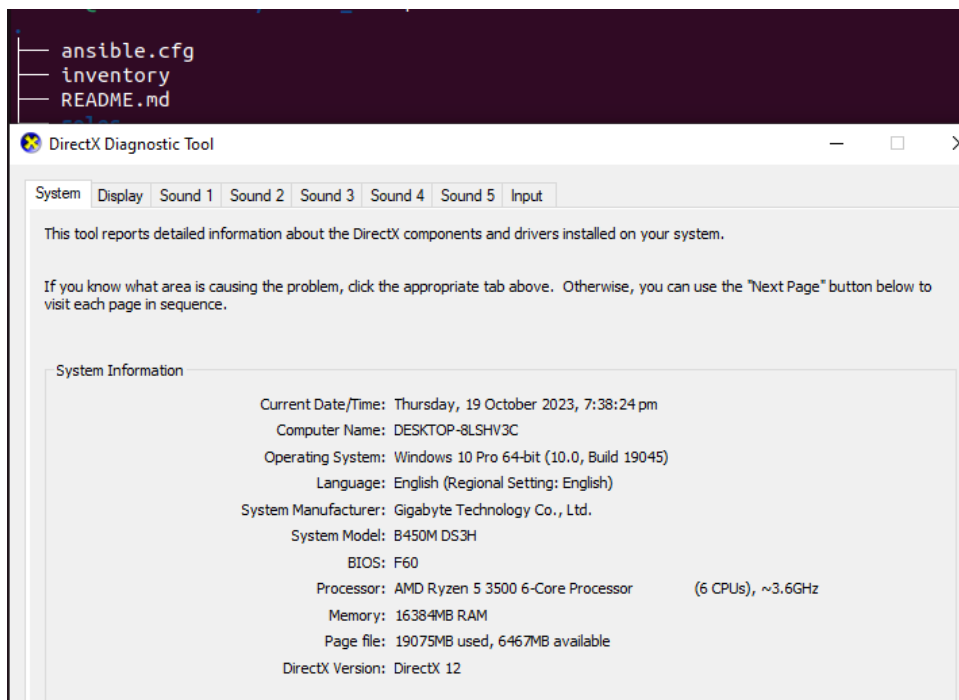 ansible.cfg
inventory
README.md
DirectX Diagnostic Tool
System Display Sound 1 Sound 2 Sound 3 Sound 4 Sound 5 Input
This tool reports detailed information about the DirectX components and drivers installed on your system.
If you know what area is causing the problem, click the appropriate tab above.  Otherwise, you can use the "Next Page" button below to
visit each page in sequence.
System Information
Current Date/Time: Thursday, 19 October 2023, 7:38:24 pm
Computer Name: DESKTOP-8LSHV3C
Operating System: Windows 10 Pro 64-bit (10.0, Build 19045)
Language: English (Regional Setting: English)
System Manufacturer: Gigabyte Technology Co., Ltd.
System Model: B450M DS3H
BIOS: F60
Processor: AMD Ryzen 5 3500 6-Core Processor (6 CPUs), ~3.6GHz
Memory: 16384MB RAM
Page file: 19075MB used, 6467MB available
DirectX Version: DirectX 12